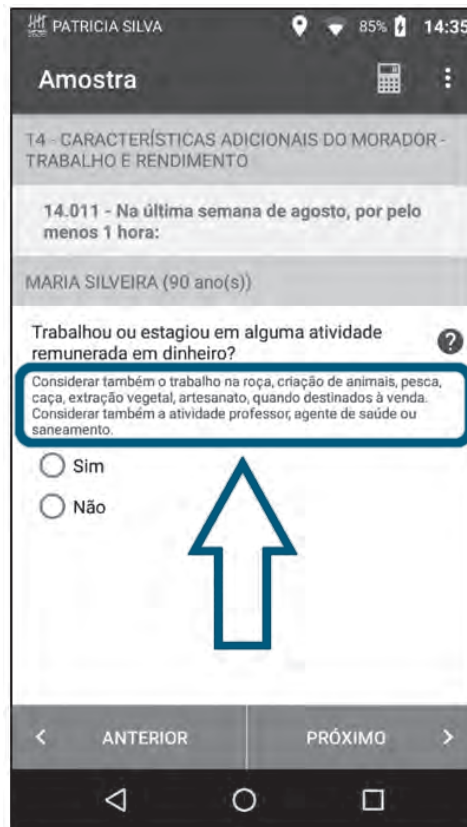 PATRICIA SILVA 85% 14:35
Amostra
T4 - CARACTERÍSTICAS ADICIONAIS DO MORADOR -
TRABALHO E RENDIMENTO
14.011 - Na última semana de agosto, por pelo
menos 1 hora:
MARIA SILVEIRA (90 ano(s))
Trabalhou ou estagiou em alguma atividade
remunerada em dinheiro?
Considerar também o trabalho na roça, criação de animais, pesca,
caça, extração vegetal, artesanato, quando destinados à venda.
Considerar também a atividade professor, agente de saúde ou
saneamento.
Sim
Não
ANTERIOR PRÓXIMO